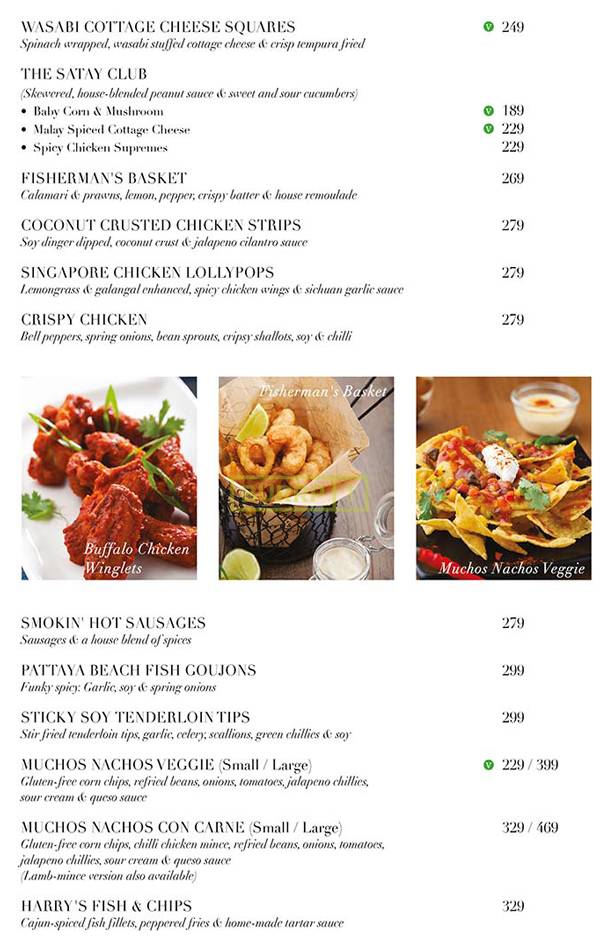 WASABI COTTAGE CHEESE SQUARES V 249
Spinach wrapped, wasabi stuffed cottage cheese & crisp tempura fried
THE SATAY CLUB
(Skewered, house-blended peanut sauce & sweet and sour cucumbers)
• Baby Corn & Mushroom V 189
• Malay Spiced Cottage Cheese V 229
• Spicy Chicken Supremes 229
FISHERMAN'S BASKET 269
Calamari & prawns, lemon, pepper, crispy batter & house remoulade
COCONUT CRUSTED CHICKEN STRIPS 279
Soy dinger dipped, coconut crust & jalapeno cilantro sauce
SINGAPORE CHICKEN LOLLYPOPS 279
Lemongrass & galangal enhanced, spicy chicken wings & sichuan garlic sauce
CRISPY CHICKEN 279
Bell peppers, spring onions, bean sprouts, cripsy shallots, soy & chilli
Buffalo Chicken
Winglets
Fisherman's Basket
Muchos Nachos Veggie
SMOKIN' HOT SAUSAGES 279
Sausages & a house blend of spices
PATTAYA BEACH FISH GOUJONS 299
Funky spicy. Garlic, soy & spring onions
STICKY SOY TENDERLOIN TIPS 299
Stir fried tenderloin tips, garlic, celery, scallions, green chillies & soy
MUCHOS NACHOS VEGGIE (Small / Large) V 229 / 399
Gluten-free corn chips, refried beans, onions, tomatoes, jalapeno chillies,
sour cream & queso sauce
MUCHOS NACHOS CON CARNE (Small / Large) 329 / 469
Gluten-free corn chips, chilli chicken mince, refried beans, onions, tomatoes,
jalapeno chillies, sour cream & queso sauce
(Lamb-mince version also available)
HARRY'S FISH & CHIPS 329
Cajun-spiced fish fillets, peppered fries & home-made tartar sauce